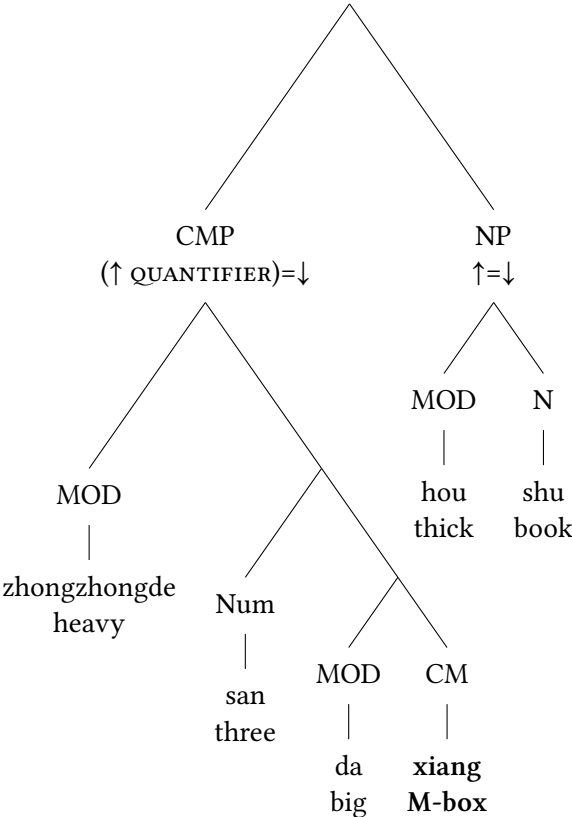 CMP NP
(↑ QUANTIFIER)=↓ ↑=↓
MOD N
hou shu
thick book
MOD
zhongzhongde
heavy
Num
san
three
MOD CM
da xiang
big M-box